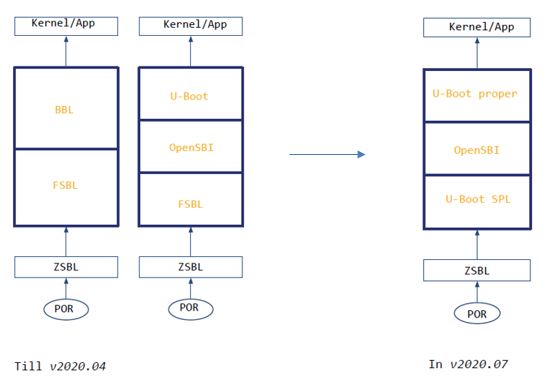 Kernel/App
BBL
FSBL
ZSBL
POR
Kernel/App
U-Boot
OpenSBI
FSBL
ZSBL
POR
Till v2020.04
Kernel/App
U-Boot proper
OpenSBI
U-Boot SPL
ZSBL
POR
In v2020.07